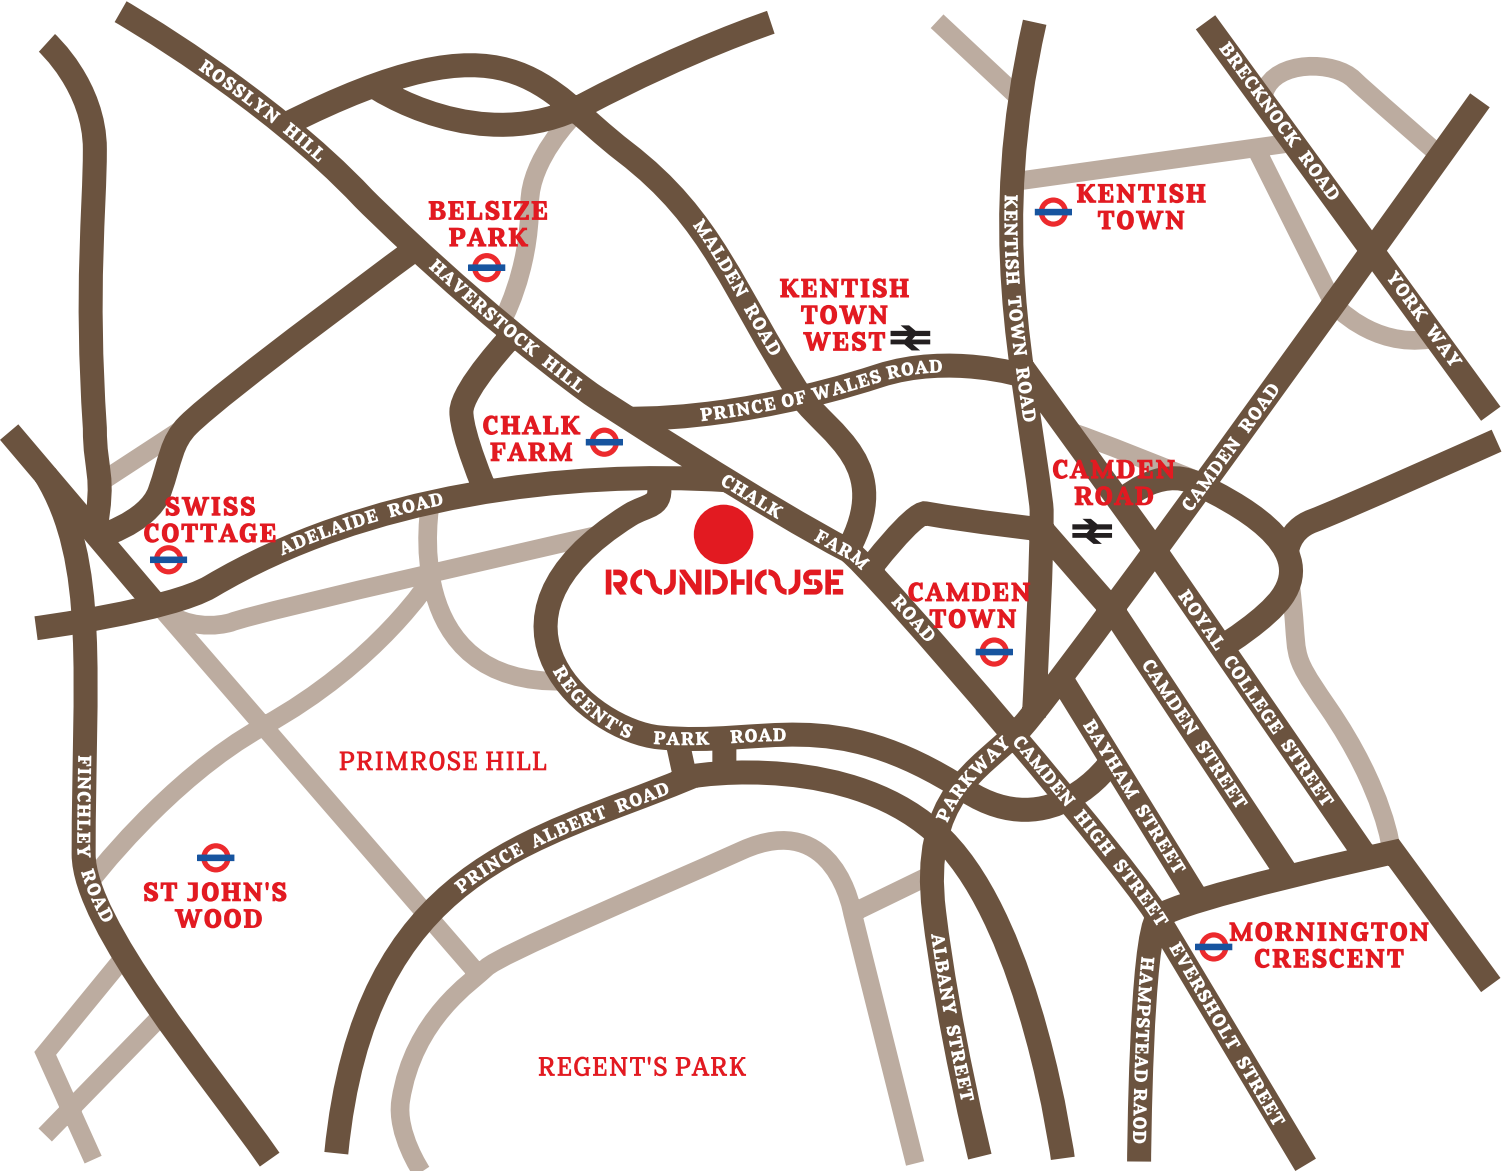 ROSSLYN HILL
BRECKNOCK ROAD
KENTISH
TOWN
BELSIZE
PARK
KENTISH TOWN ROAD
MALDEN ROAD
HAVERSTOCK HILL
KENTISH
TOWN
WEST
YORK WAY
PRINCE OF WALES ROAD
CAMDEN ROAD
CHALK
FARM
CAMDEN
ROAD
SWISS
COTTAGE
ADELAIDE ROAD
CHALK FARM ROAD
ROUNDHOUSE
CAMDEN
TOWN
ROYAL COLLEGE STREET
CAMDEN STREET
REGENT'S PARK ROAD
PRIMROSE HILL
PARKWAY
CAMDEN HIGH STREET
BAYHAM STREET
FINCHLEY ROAD
PRINCE ALBERT ROAD
ST JOHN'S
WOOD
MORNINGTON
CRESCENT
ALBANY STREET
HAMPSTEAD RAOD
EVERSHOLT STREET
REGENT'S PARK